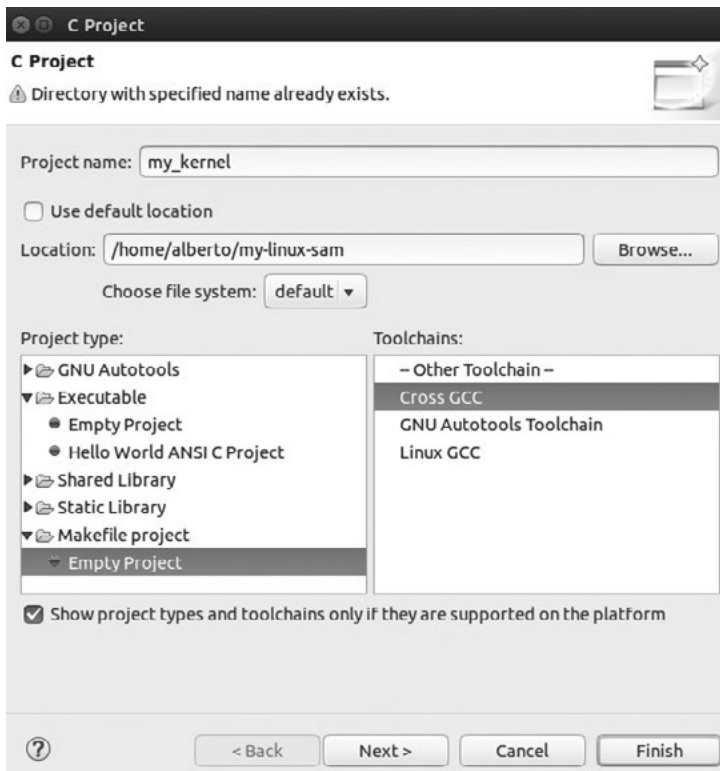 C Project
C Project
Directory with specified name already exists.
Project name: my_kernel
Use default location
Location: /home/alberto/my-linux-sam Browse...
Choose file system: default
Project type: Toolchains:
GNU Autotools -- Other Toolchain --
Executable Cross GCC
Empty Project GNU Autotools Toolchain
Hello World ANSI C Project Linux GCC
Shared Library
Static Library
Makefile project
Empty Project
Show project types and toolchains only if they are supported on the platform
? < Back Next > Cancel Finish